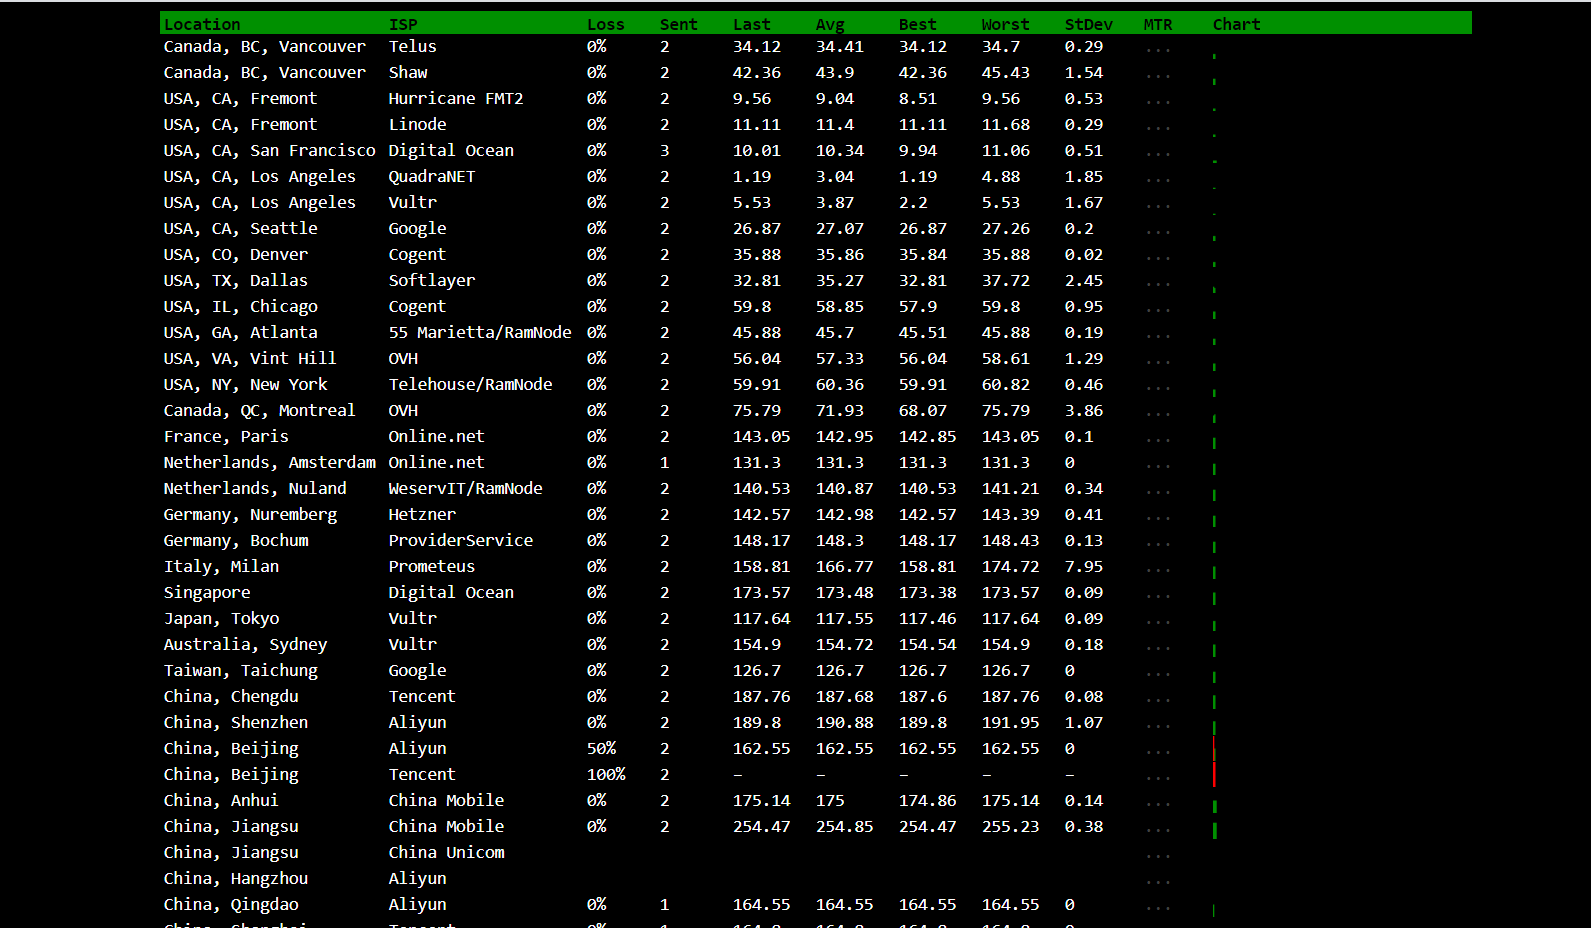 Location ISP Loss Sent Last Avg Best Worst StDev MTR Chart
Canada, BC, Vancouver Telus 0% 2 34.12 34.41 34.12 34.7 0.29 ...
Canada, BC, Vancouver Shaw 0% 2 42.36 43.9 42.36 45.43 1.54 ...
USA, CA, Fremont Hurricane FMT2 0% 2 9.56 9.04 8.51 9.56 0.53 ...
USA, CA, Fremont Linode 0% 2 11.11 11.4 11.11 11.68 0.29 ...
USA, CA, San Francisco Digital Ocean 0% 3 10.01 10.34 9.94 11.06 0.51 ...
USA, CA, Los Angeles QuadraNET 0% 2 1.19 3.04 1.19 4.88 1.85 ...
USA, CA, Los Angeles Vultr 0% 2 5.53 3.87 2.2 5.53 1.67 ...
USA, CA, Seattle Google 0% 2 26.87 27.07 26.87 27.26 0.2 ...
USA, CO, Denver Cogent 0% 2 35.88 35.86 35.84 35.88 0.02 ...
USA, TX, Dallas Softlayer 0% 2 32.81 35.27 32.81 37.72 2.45 ...
USA, IL, Chicago Cogent 0% 2 59.8 58.85 57.9 59.8 0.95 ...
USA, GA, Atlanta 55 Marietta/RamNode 0% 2 45.88 45.7 45.51 45.88 0.19 ...
USA, VA, Vint Hill OVH 0% 2 56.04 57.33 56.04 58.61 1.29 ...
USA, NY, New York Telehouse/RamNode 0% 2 59.91 60.36 59.91 60.82 0.46 ...
Canada, QC, Montreal OVH 0% 2 75.79 71.93 68.07 75.79 3.86 ...
France, Paris Online.net 0% 2 143.05 142.95 142.85 143.05 0.1 ...
Netherlands, Amsterdam Online.net 0% 1 131.3 131.3 131.3 131.3 0 ...
Netherlands, Nuland WeservIT/RamNode 0% 2 140.53 140.87 140.53 141.21 0.34 ...
Germany, Nuremberg Hetzner 0% 2 142.57 142.98 142.57 143.39 0.41 ...
Germany, Bochum ProviderService 0% 2 148.17 148.3 148.17 148.43 0.13 ...
Italy, Milan Prometeus 0% 2 158.81 166.77 158.81 174.72 7.95 ...
Singapore Digital Ocean 0% 2 173.57 173.48 173.38 173.57 0.09 ...
Japan, Tokyo Vultr 0% 2 117.64 117.55 117.46 117.64 0.09 ...
Australia, Sydney Vultr 0% 2 154.9 154.72 154.54 154.9 0.18 ...
Taiwan, Taichung Google 0% 2 126.7 126.7 126.7 126.7 0 ...
China, Chengdu Tencent 0% 2 187.76 187.68 187.6 187.76 0.08 ...
China, Shenzhen Aliyun 0% 2 189.8 190.88 189.8 191.95 1.07 ...
China, Beijing Aliyun 50% 2 162.55 162.55 162.55 162.55 0 ...
China, Beijing Tencent 100% 2 – – – – – ...
China, Anhui China Mobile 0% 2 175.14 175 174.86 175.14 0.14 ...
China, Jiangsu China Mobile 0% 2 254.47 254.85 254.47 255.23 0.38 ...
China, Jiangsu China Unicom ...
China, Hangzhou Aliyun ...
China, Qingdao Aliyun 0% 1 164.55 164.55 164.55 164.55 0 ...
China,